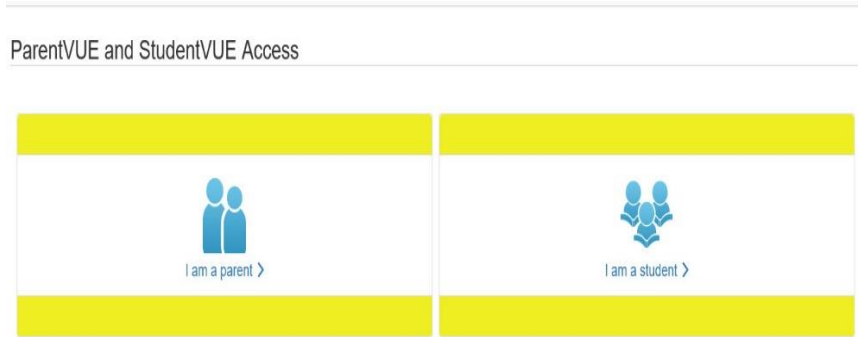 ParentVUE and StudentVUE Access
I am a parent >
I am a student >